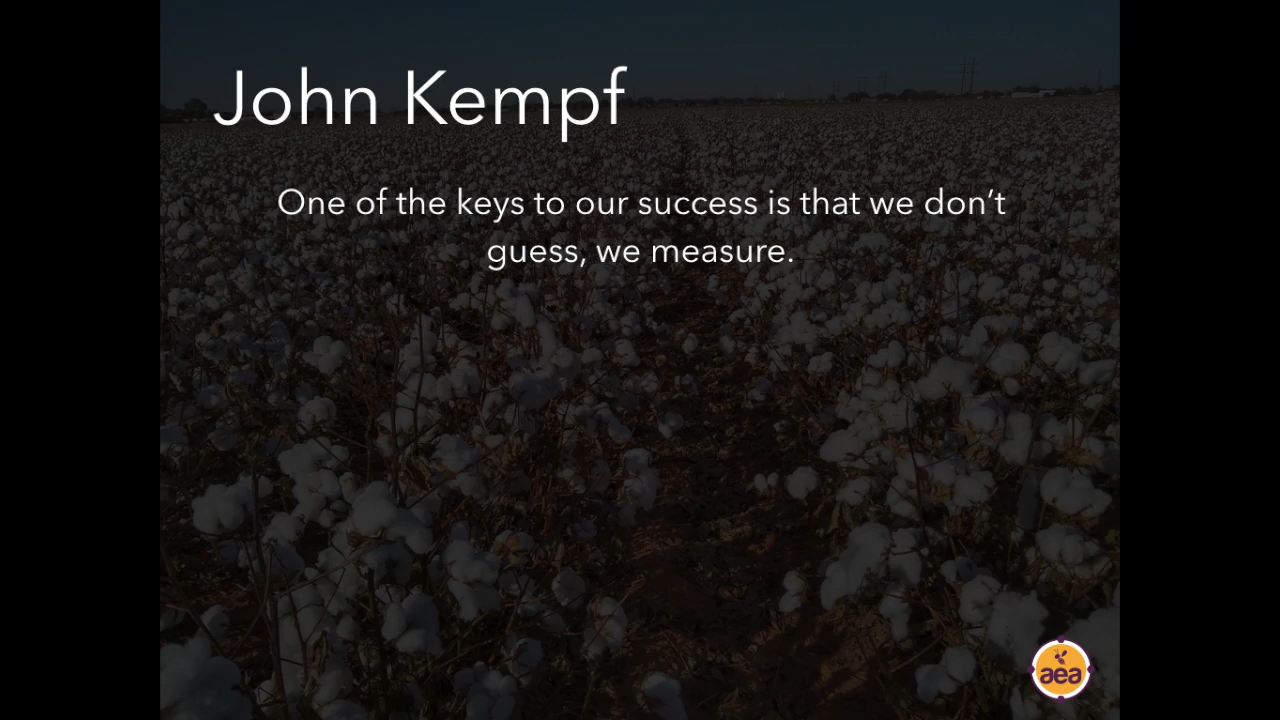 John Kempf
One of the keys to our success is that we don’t
guess, we measure.
aea